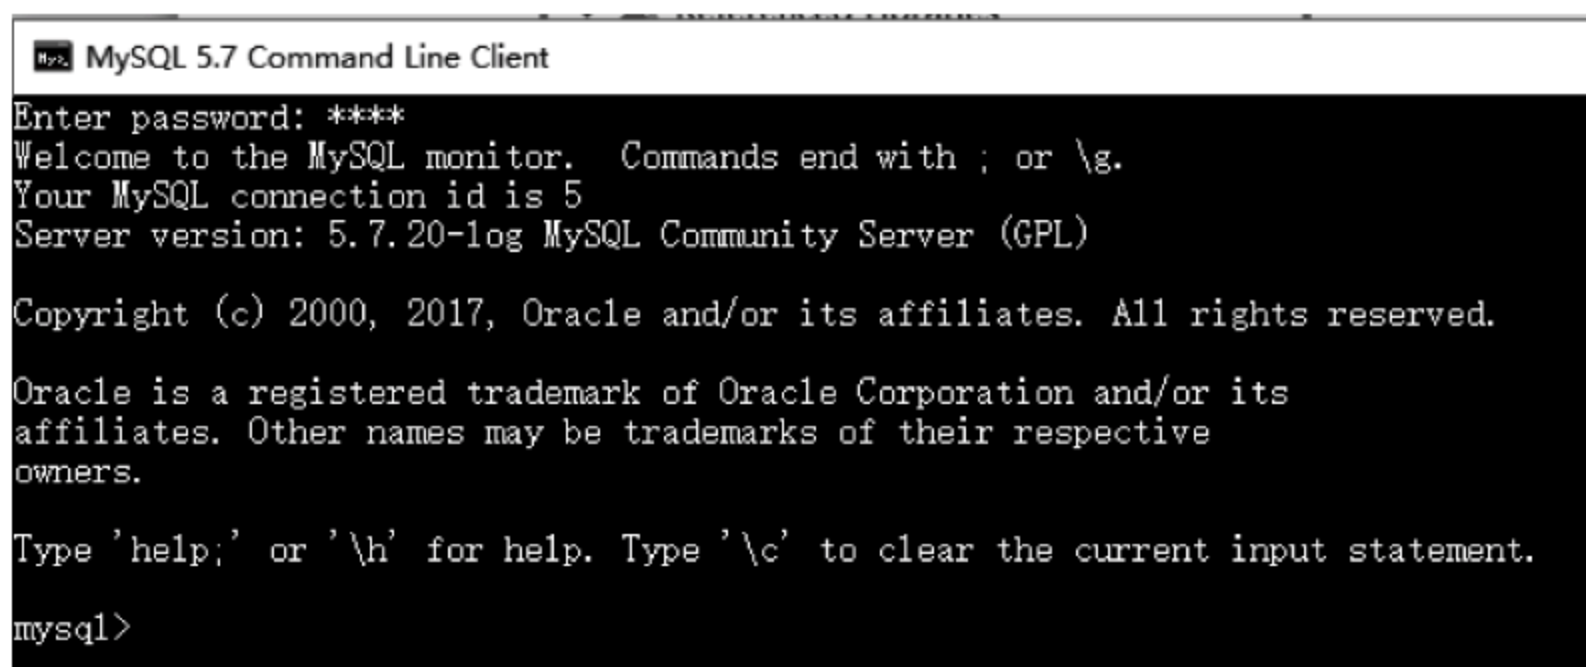 MySQL 5.7 Command Line Client
Enter password: ****
Welcome to the MySQL monitor.  Commands end with ; or \g.
Your MySQL connection id is 5
Server version: 5.7.20-log MySQL Community Server (GPL)
Copyright (c) 2000, 2017, Oracle and/or its affiliates. All rights reserved.
Oracle is a registered trademark of Oracle Corporation and/or its
affiliates. Other names may be trademarks of their respective
owners.
Type 'help;' or '\h' for help. Type '\c' to clear the current input statement.
mysql>